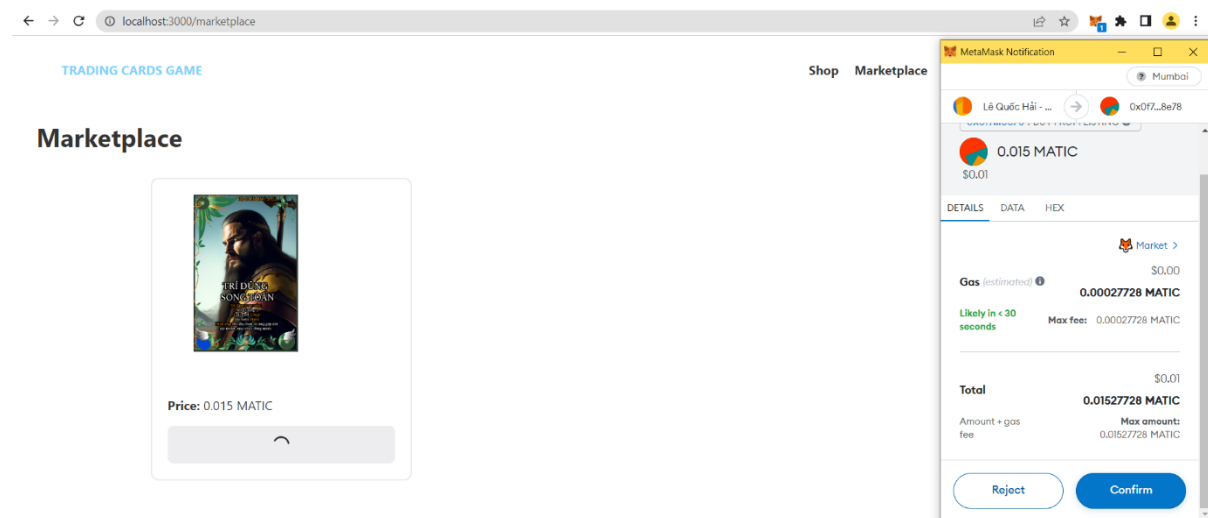 localhost:3000/marketplace
1
TRADING CARDS GAME
Shop Marketplace
Marketplace
TRÍ DŨNG
SONG TOÀN
Price: 0.015 MATIC
MetaMask Notification
Mumbai
Lê Quốc Hải - ...
0x0f7...8e78
0.015 MATIC
$0.01
DETAILS DATA HEX
Market >
$0.00
Gas (estimated)
0.00027728 MATIC
Likely in < 30
seconds
Max fee: 0.00027728 MATIC
$0.01
Total
0.01527728 MATIC
Amount + gas
fee
Max amount:
0.01527728 MATIC
Reject Confirm